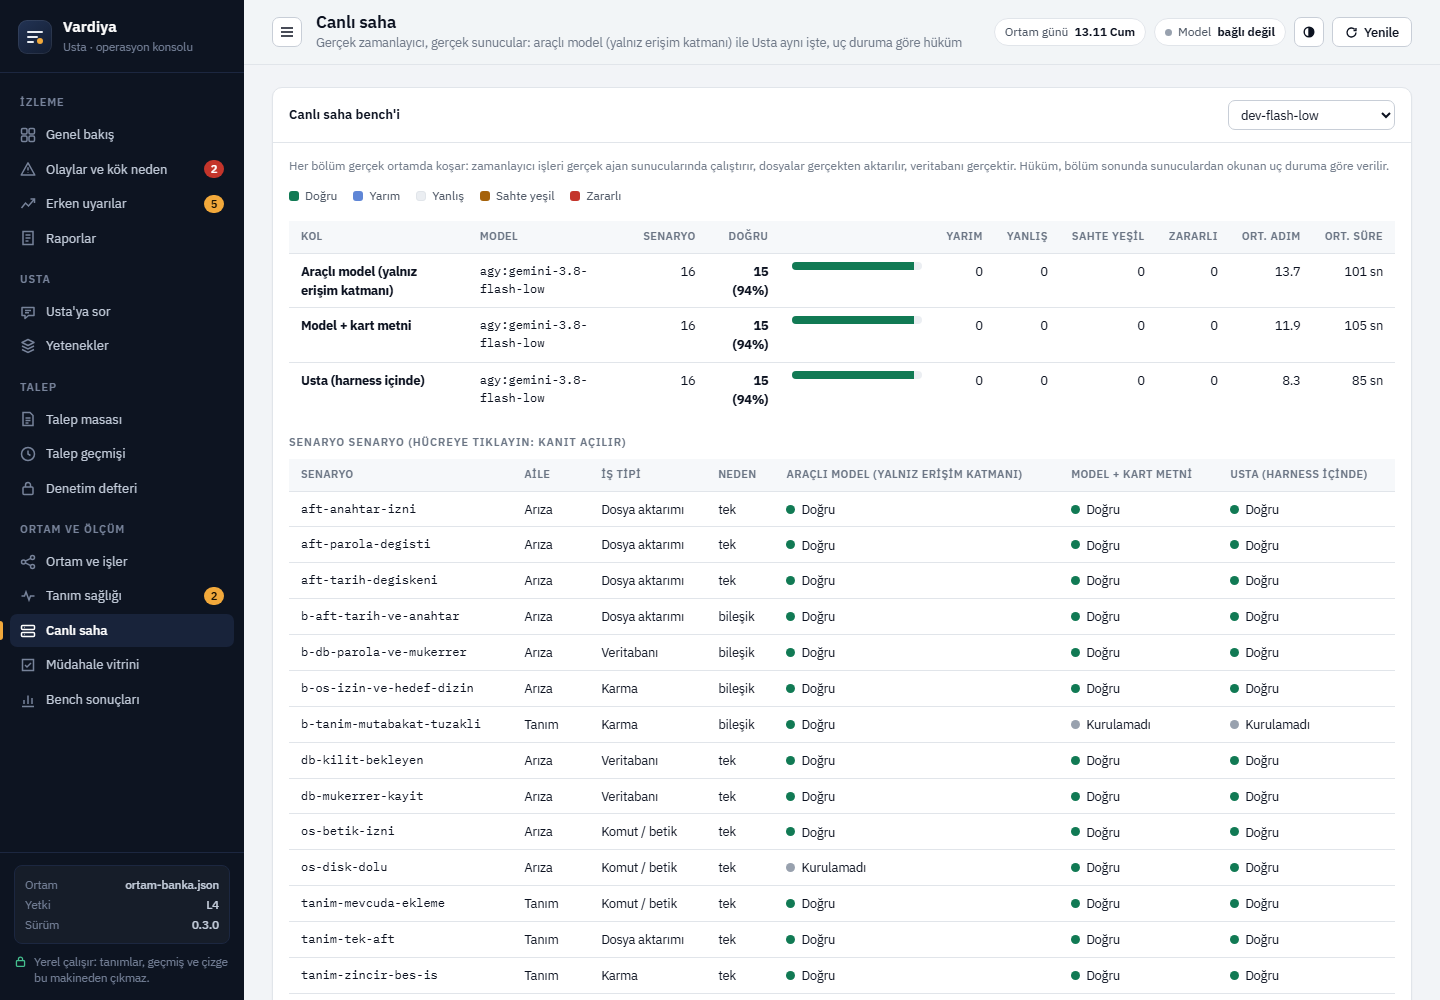 Vardiya
Usta · operasyon konsolu
İZLEME
Genel bakış
Olaylar ve kök neden 2
Erken uyarılar 5
Raporlar
USTA
Usta'ya sor
Yetenekler
TALEP
Talep masası
Talep geçmişi
Denetim defteri
ORTAM VE ÖLÇÜM
Ortam ve işler
Tanım sağlığı 2
Canlı saha
Müdahale vitrini
Bench sonuçları
Ortam ortam-banka.json
Yetki L4
Sürüm 0.3.0
Yerel çalışır: tanımlar, geçmiş ve çizge
bu makineden çıkmaz.
Canlı saha
Gerçek zamanlayıcı, gerçek sunucular: araçlı model (yalnız erişim katmanı) ile Usta aynı işte, uç duruma göre hüküm
Ortam günü 13.11 Cum
Model bağlı değil
Yenile
Canlı saha bench'i
dev-flash-low
Her bölüm gerçek ortamda koşar: zamanlayıcı işleri gerçek ajan sunucularında çalıştırır, dosyalar gerçekten aktarılır, veritabanı gerçektir. Hüküm, bölüm sonunda sunuculardan okunan uç duruma göre verilir.
Doğru Yarım Yanlış Sahte yeşil Zararlı
KOL MODEL SENARYO DOĞRU YARIM YANLIŞ SAHTE YEŞİL ZARARLI ORT. ADIM ORT. SÜRE
Araçlı model (yalnız agy:gemini-3.8- 16 15 0 0 0 0 13.7 101 sn
erişim katmanı) flash-low (94%)
Model + kart metni agy:gemini-3.8- 16 15 0 0 0 0 11.9 105 sn
flash-low (94%)
Usta (harness içinde) agy:gemini-3.8- 16 15 0 0 0 0 8.3 85 sn
flash-low (94%)
SENARYO SENARYO (HÜCREYE TIKLAYIN: KANIT AÇILIR)
SENARYO AİLE İŞ TİPİ NEDEN ARAÇLI MODEL (YALNIZ ERİŞİM KATMANI) MODEL + KART METNİ USTA (HARNESS İÇİNDE)
aft-anahtar-izni Arıza Dosya aktarımı tek Doğru Doğru Doğru
aft-parola-degisti Arıza Dosya aktarımı tek Doğru Doğru Doğru
aft-tarih-degiskeni Arıza Dosya aktarımı tek Doğru Doğru Doğru
b-aft-tarih-ve-anahtar Arıza Dosya aktarımı bileşik Doğru Doğru Doğru
b-db-parola-ve-mukerrer Arıza Veritabanı bileşik Doğru Doğru Doğru
b-os-izin-ve-hedef-dizin Arıza Karma bileşik Doğru Doğru Doğru
b-tanim-mutabakat-tuzakli Tanım Karma bileşik Doğru Kurulamadı Kurulamadı
db-kilit-bekleyen Arıza Veritabanı tek Doğru Doğru Doğru
db-mukerrer-kayit Arıza Veritabanı tek Doğru Doğru Doğru
os-betik-izni Arıza Komut / betik tek Doğru Doğru Doğru
os-disk-dolu Arıza Komut / betik tek Kurulamadı Doğru Doğru
tanim-mevcuda-ekleme Tanım Komut / betik tek Doğru Doğru Doğru
tanim-tek-aft Tanım Dosya aktarımı tek Doğru Doğru Doğru
tanim-zincir-bes-is Tanım Karma tek Doğru Doğru Doğru